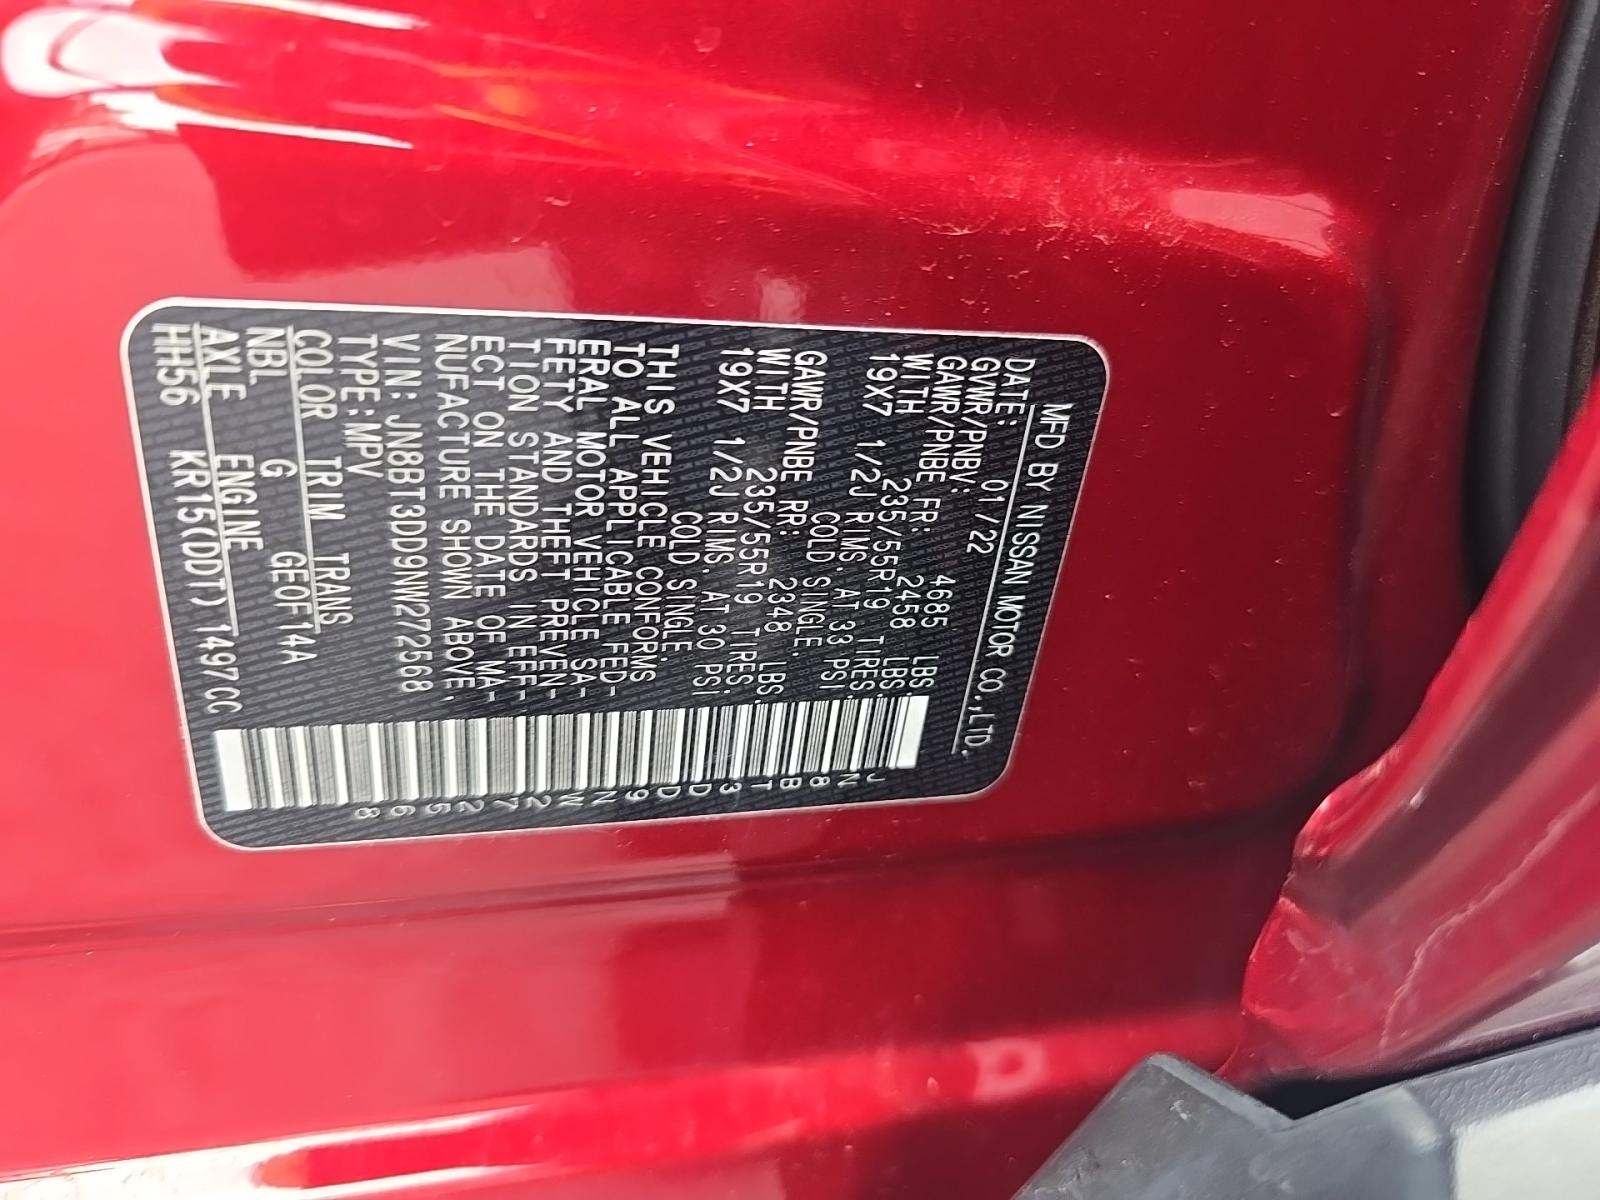 MFD BY NISSAN MOTOR CO.,LTD.
DATE: 01/22
GVWR/PNBV: 4685 LBS.
GAWR/PNBE FR: 2458 LBS.
WITH 235/55R19 TIRES.
19X7 1/2J RIMS. AT 33 PSI
COLD SINGLE.
GAWR/PNBE RR: 2348 LBS.
WITH 235/55R19 TIRES.
19X7 1/2J RIMS. AT 30 PSI
COLD SINGLE.
THIS VEHICLE CONFORMS
TO ALL APPLICABLE FED-
ERAL MOTOR VEHICLE SA-
FETY AND THEFT PREVEN-
TION STANDARDS IN EFF-
ECT ON THE DATE OF MA-
NUFACTURE SHOWN ABOVE.
VIN: JN8BT3DD9NW272568
TYPE:MPV
COLOR TRIM TRANS
NBL G GEOF14A
AXLE ENGINE
HH56 KR15(DDT) 1497CC
JN8BT3DD9NW272568